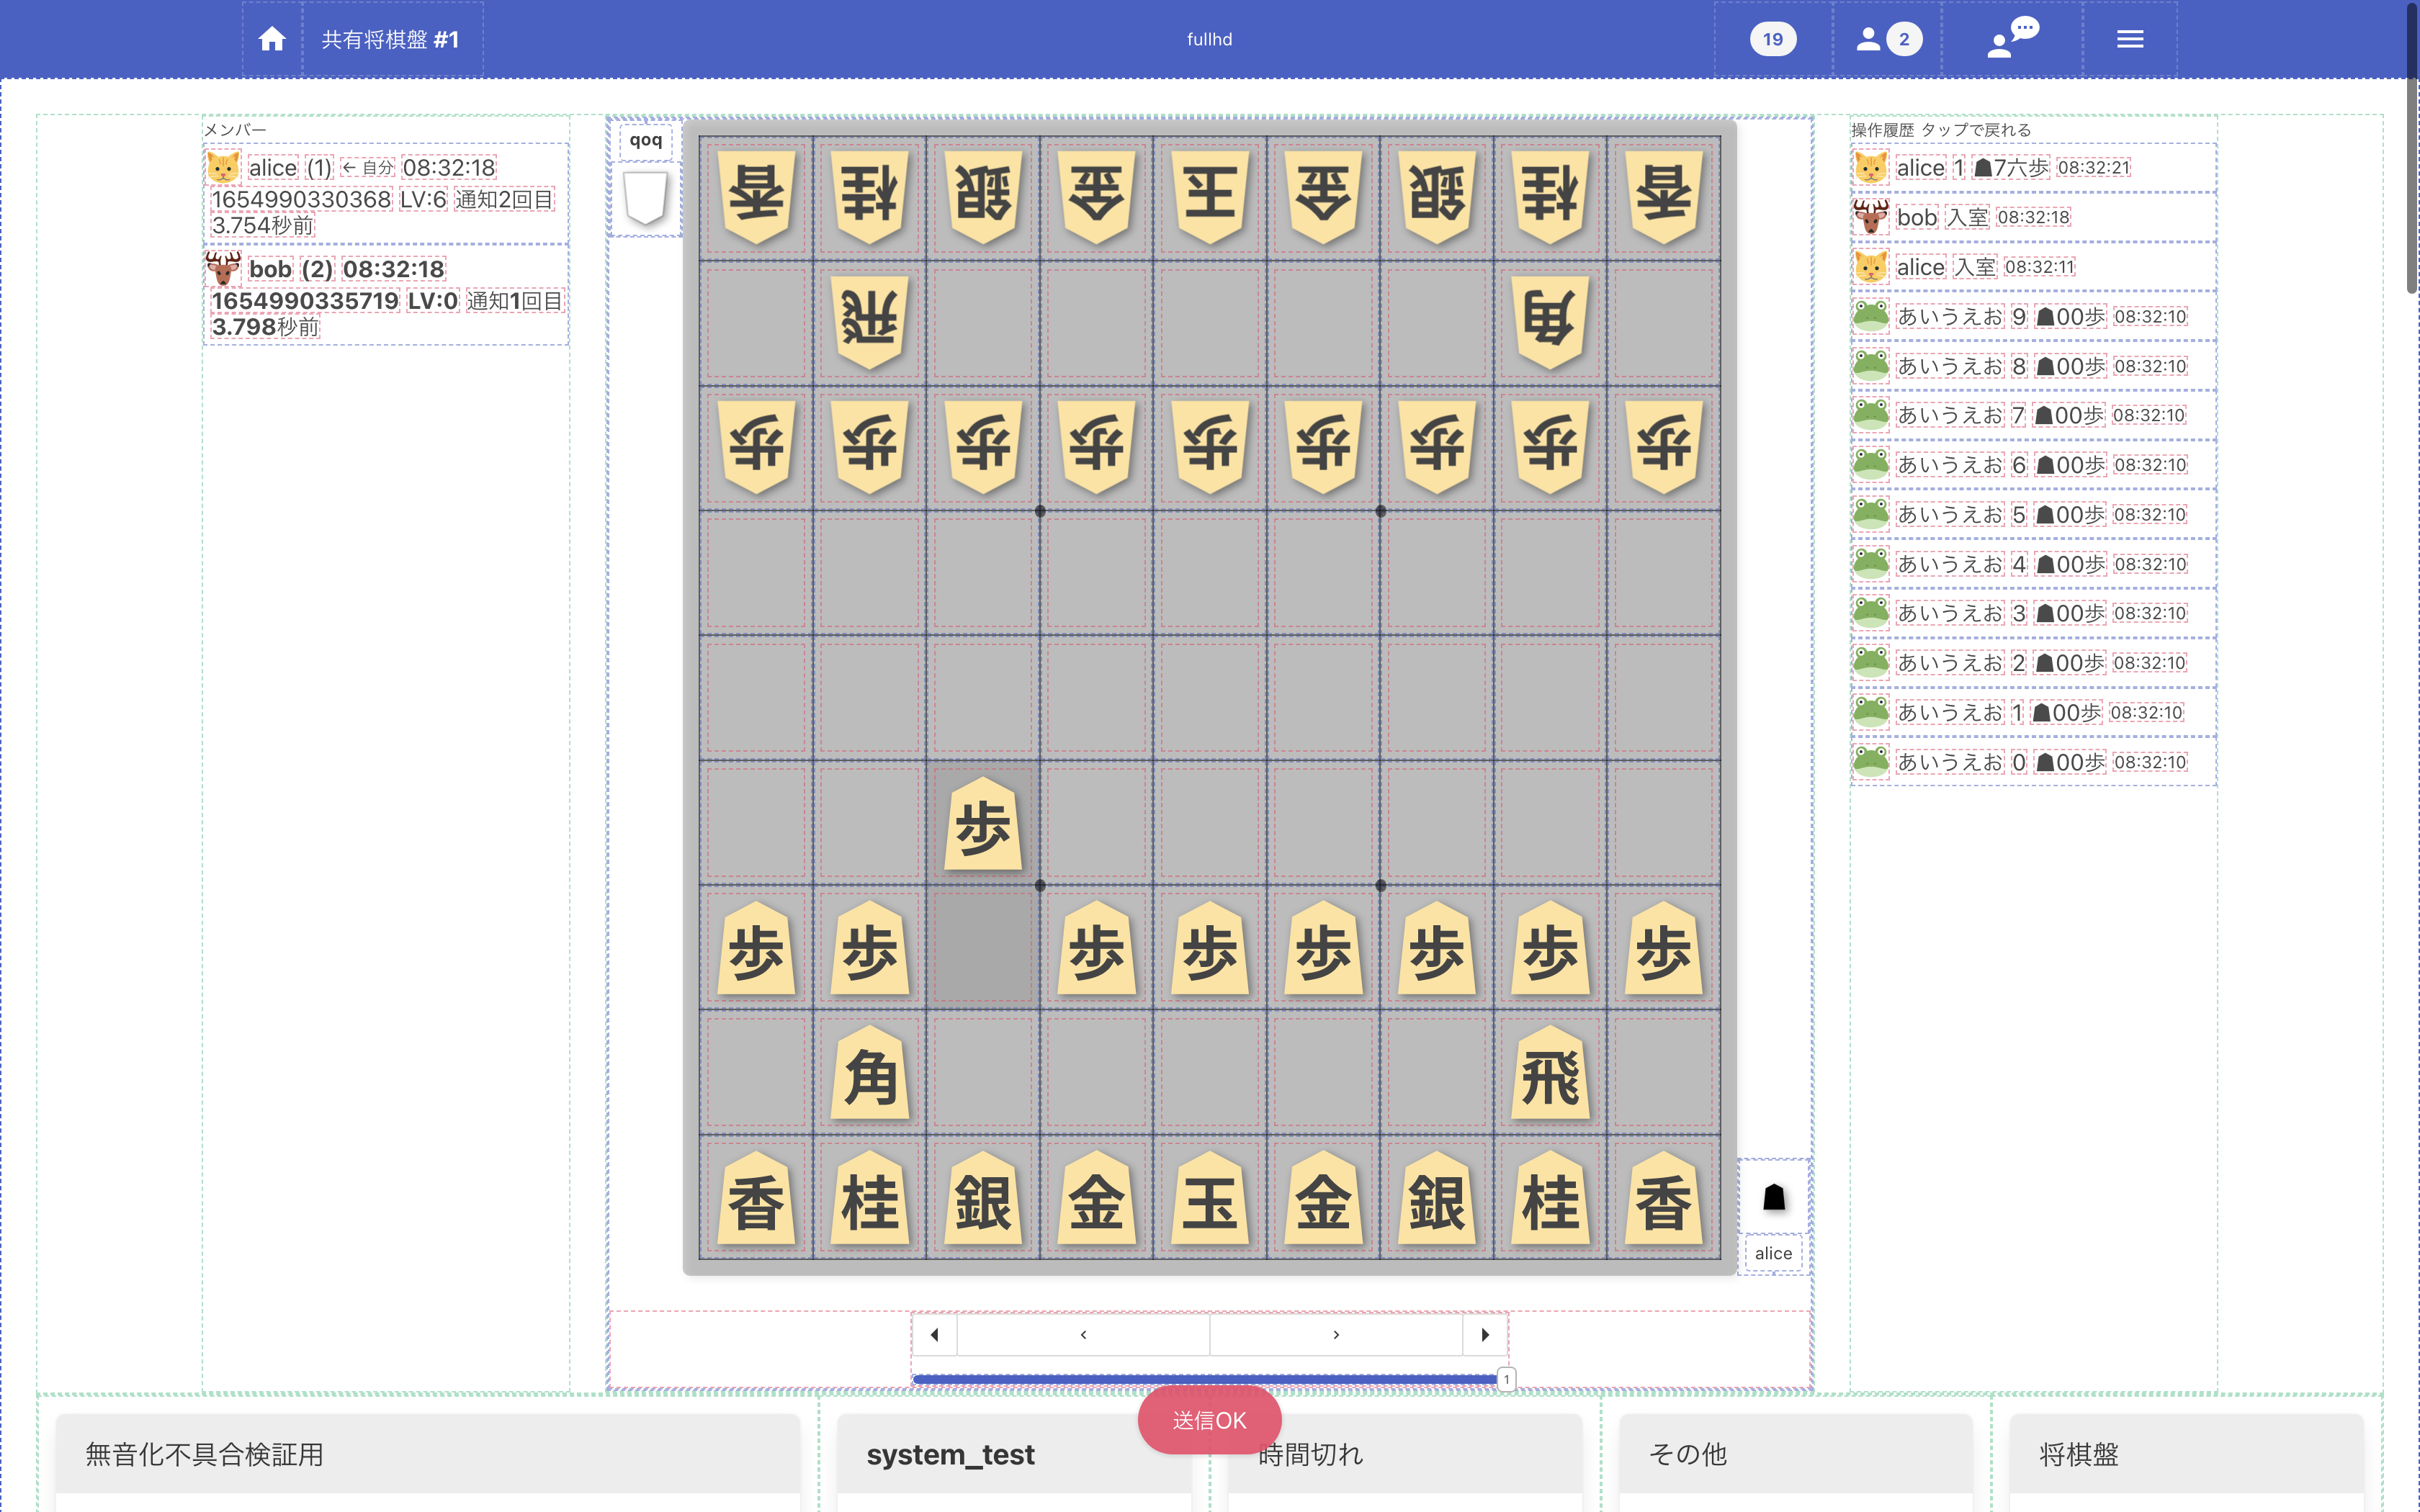 共有将棋盤 #1
fullhd
19
2
メンバー
alice (1) ← 自分 08:32:18
1654990330368 LV:6 通知2回目
3.754秒前
bob (2) 08:32:18
1654990335719 LV:0 通知1回目
3.798秒前
bob
香桂銀金玉金銀桂香
飛角
歩歩歩歩歩歩歩歩歩
歩
歩歩歩歩歩歩歩歩
角飛
香桂銀金玉金銀桂香
alice
1
操作履歴 タップで戻れる
alice 1 ☗7六歩 08:32:21
bob 入室 08:32:18
alice 入室 08:32:11
あいうえお 9 ☗00歩 08:32:10
あいうえお 8 ☗00歩 08:32:10
あいうえお 7 ☗00歩 08:32:10
あいうえお 6 ☗00歩 08:32:10
あいうえお 5 ☗00歩 08:32:10
あいうえお 4 ☗00歩 08:32:10
あいうえお 3 ☗00歩 08:32:10
あいうえお 2 ☗00歩 08:32:10
あいうえお 1 ☗00歩 08:32:10
あいうえお 0 ☗00歩 08:32:10
送信OK
無音化不具合検証用
system_test
時間切れ
その他
将棋盤